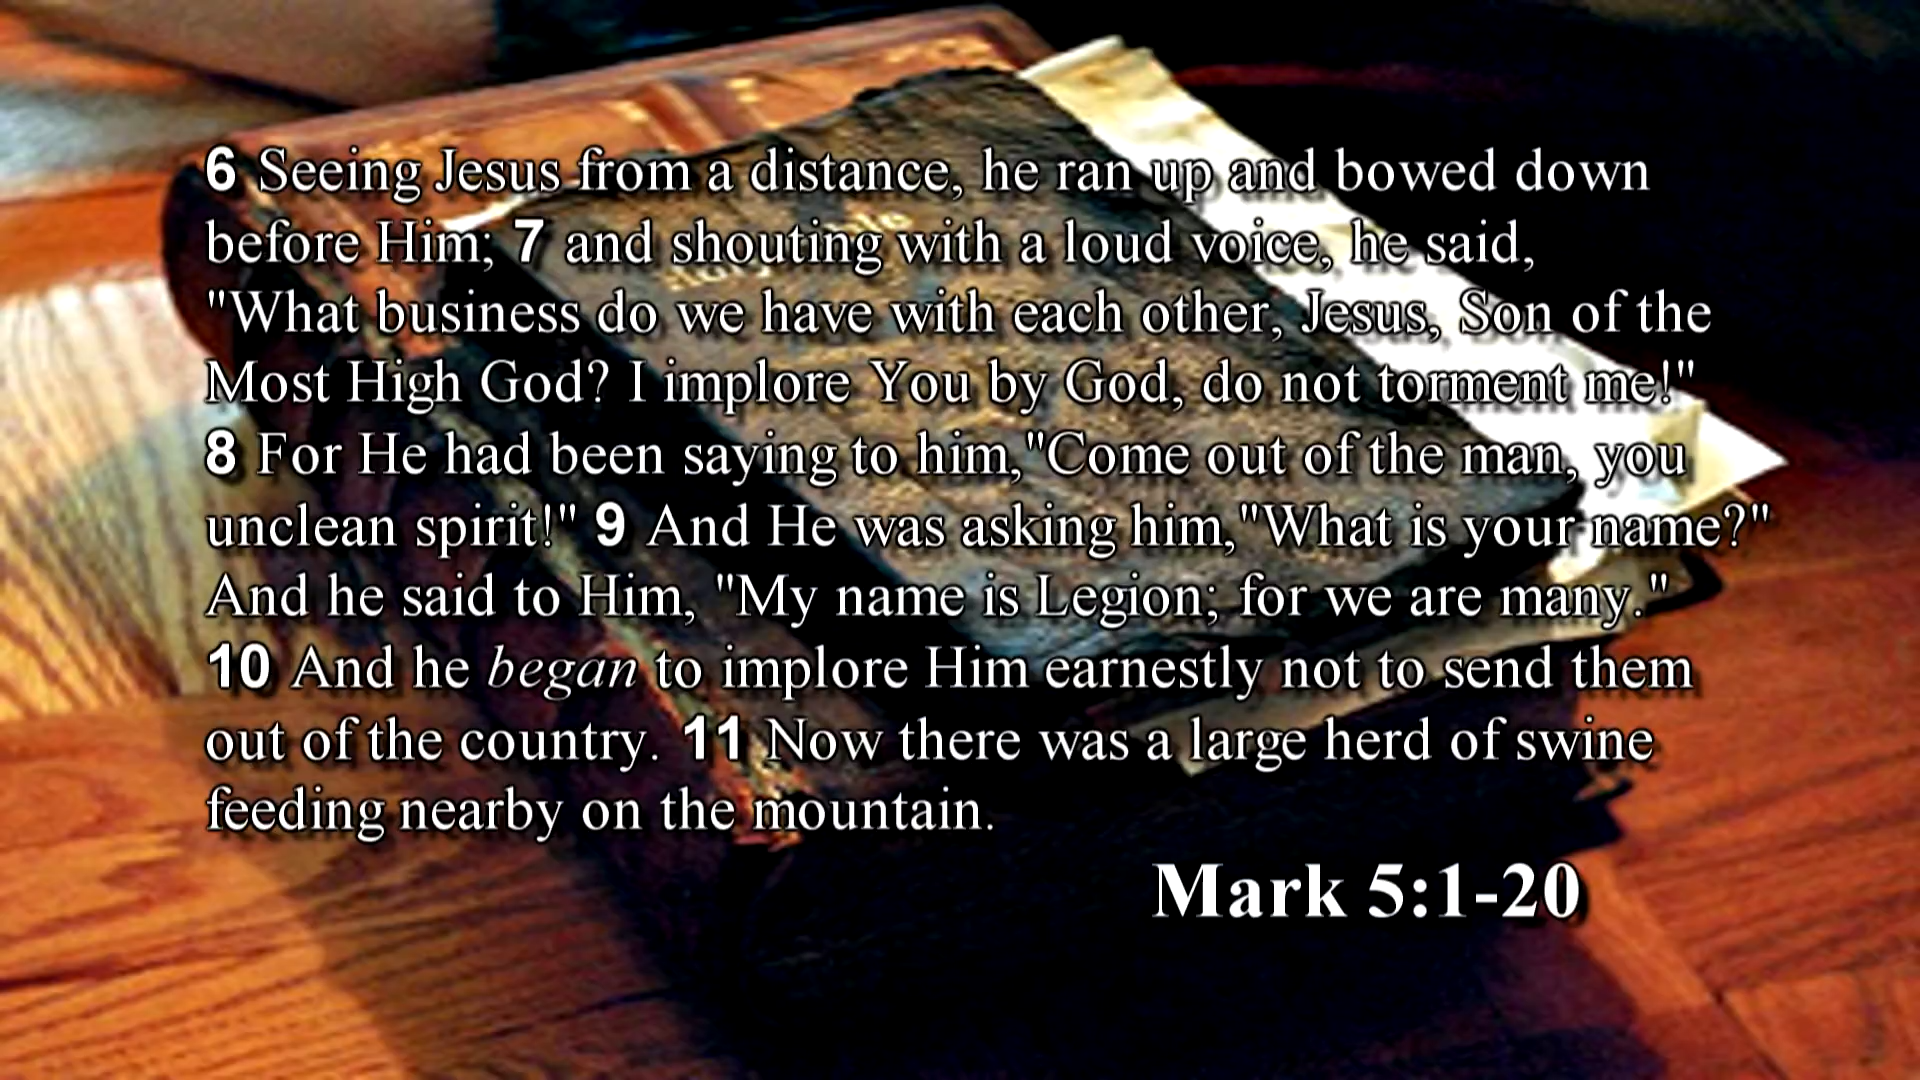 6 Seeing Jesus from a distance, he ran up and bowed down
before Him; 7 and shouting with a loud voice, he said,
"What business do we have with each other, Jesus, Son of the
Most High God? I implore You by God, do not torment me!"
8 For He had been saying to him,"Come out of the man, you
unclean spirit!" 9 And He was asking him,"What is your name?"
And he said to Him, "My name is Legion; for we are many."
10 And he began to implore Him earnestly not to send them
out of the country. 11 Now there was a large herd of swine
feeding nearby on the mountain.
Mark 5:1-20